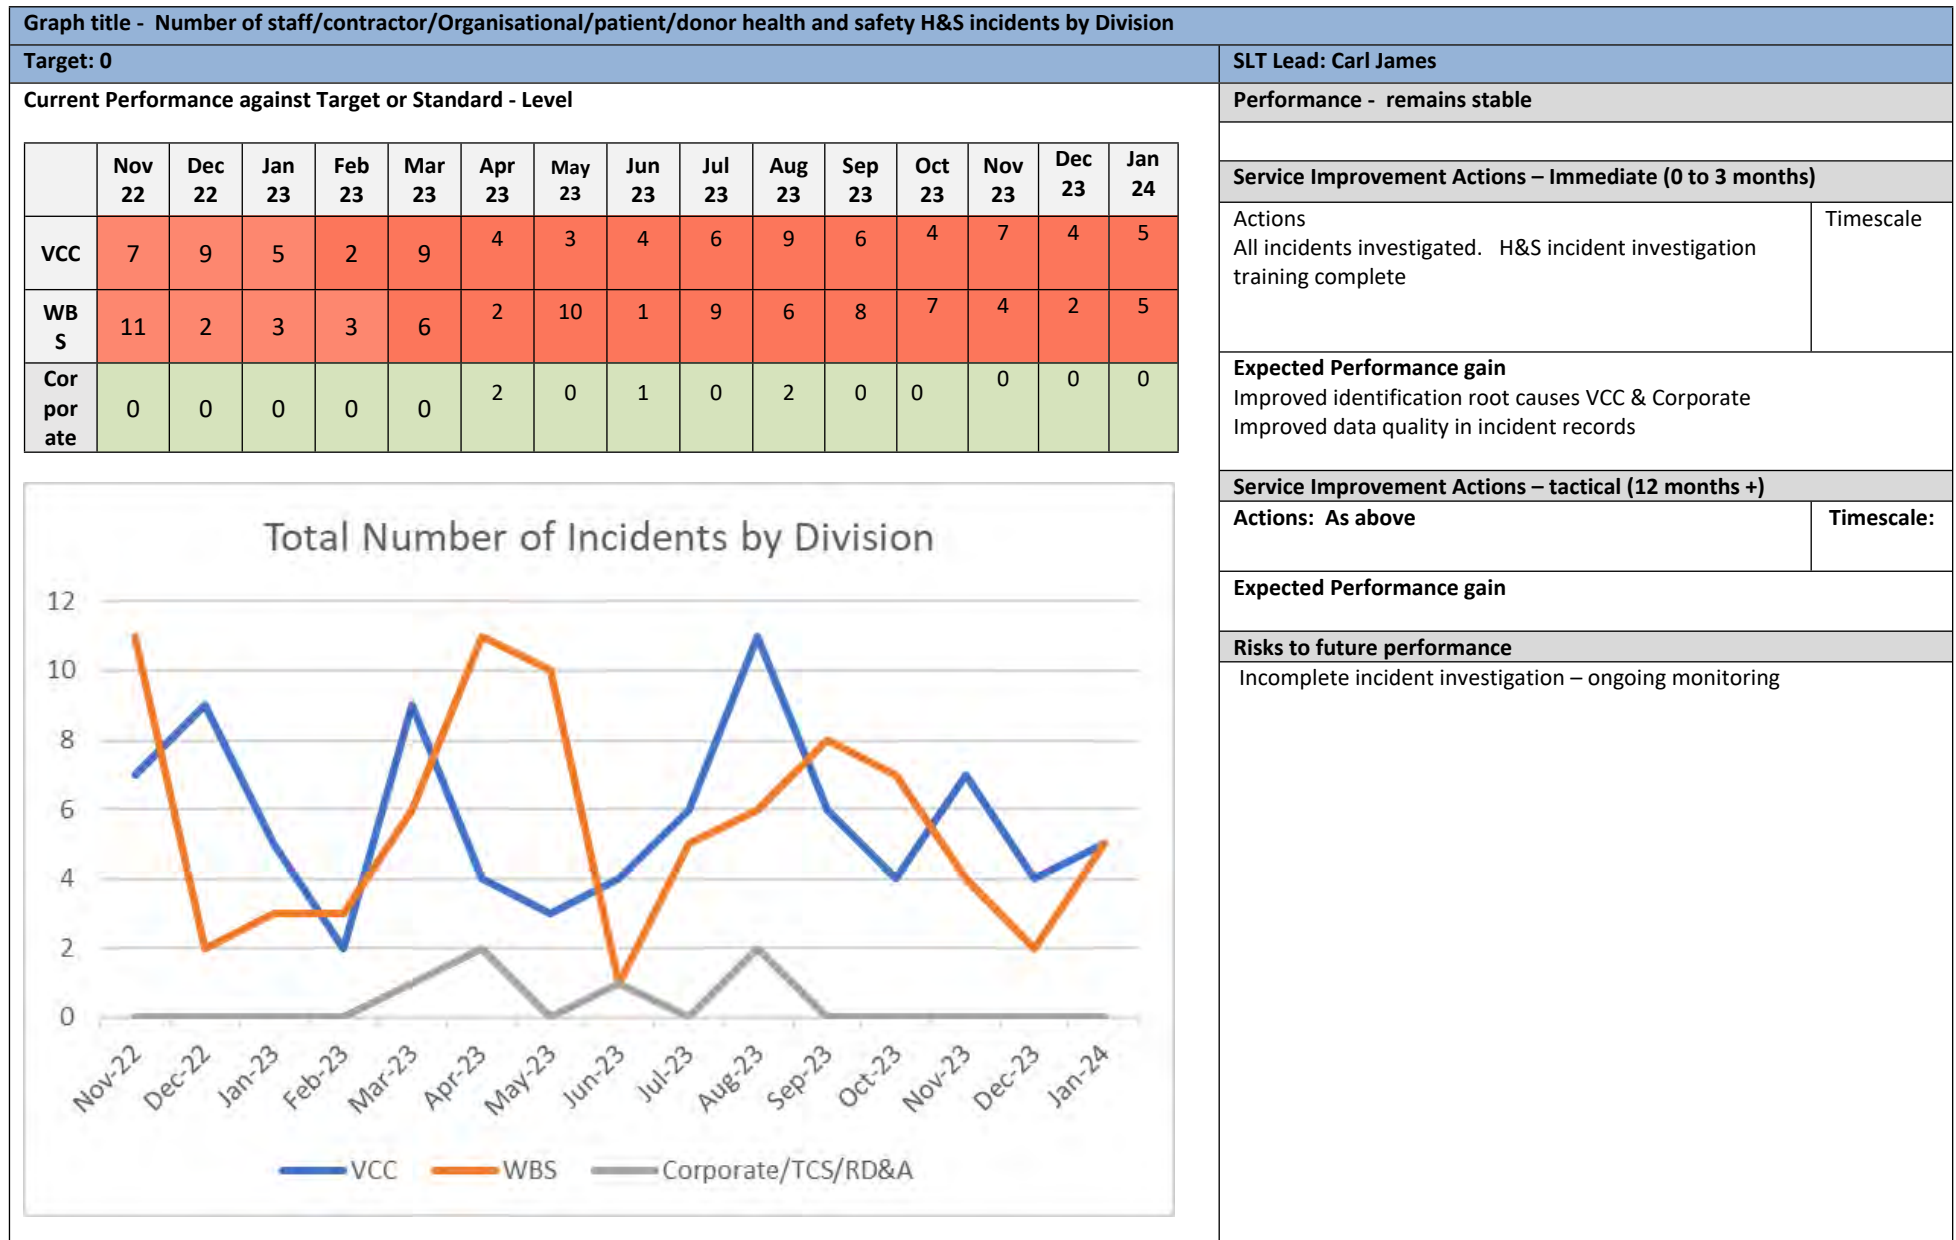 Graph title - Number of staff/contractor/Organisational/patient/donor health and safety H&S incidents by Division
Target: 0
SLT Lead: Carl James
Current Performance against Target or Standard - Level
Nov 22 Dec 22 Jan 23 Feb 23 Mar 23 Apr 23 May 23 Jun 23 Jul 23 Aug 23 Sep 23 Oct 23 Nov 23 Dec 23 Jan 24
VCC 7 9 5 2 9 4 3 4 6 9 6 4 7 4 5
WB S 11 2 3 3 6 2 10 1 9 6 8 7 4 2 5
Cor por ate 0 0 0 0 0 2 0 1 0 2 0 0 0 0 0
Total Number of Incidents by Division
12
10
8
6
4
2
0
Nov-22 Dec-22 Jan-23 Feb-23 Mar-23 Apr-23 May-23 Jun-23 Jul-23 Aug-23 Sep-23 Oct-23 Nov-23 Dec-23 Jan-24
VCC WBS Corporate/TCS/RD&A
Performance - remains stable
Service Improvement Actions – Immediate (0 to 3 months)
Actions
All incidents investigated. H&S incident investigation
training complete
Timescale
Expected Performance gain
Improved identification root causes VCC & Corporate
Improved data quality in incident records
Service Improvement Actions – tactical (12 months +)
Actions: As above
Timescale:
Expected Performance gain
Risks to future performance
Incomplete incident investigation – ongoing monitoring